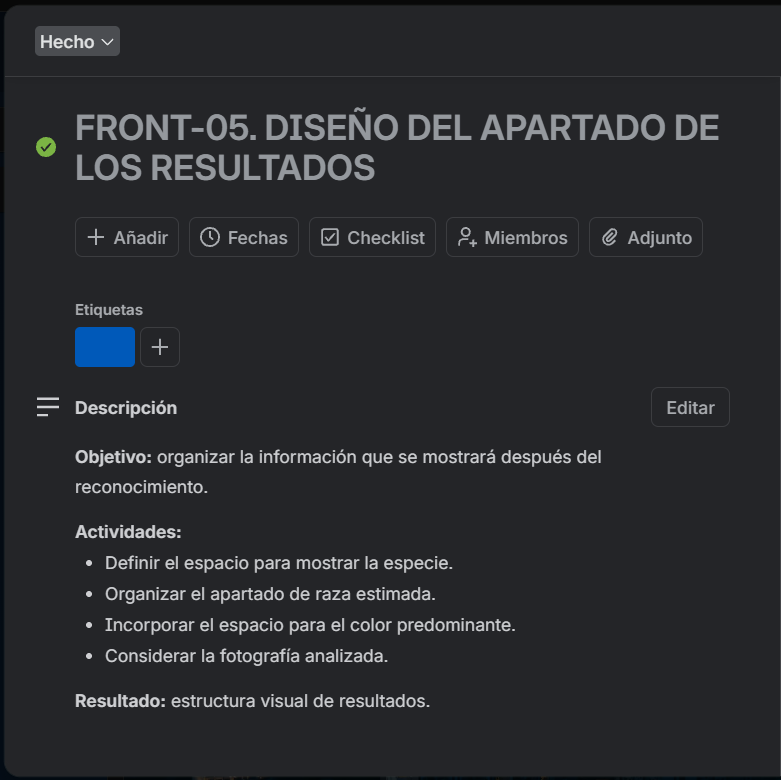 Hecho
FRONT-05. DISEÑO DEL APARTADO DE
LOS RESULTADOS
Añadir Fechas Checklist Miembros Adjunto
Etiquetas
Descripción Editar
Objetivo: organizar la información que se mostrará después del
reconocimiento.
Actividades:
• Definir el espacio para mostrar la especie.
• Organizar el apartado de raza estimada.
• Incorporar el espacio para el color predominante.
• Considerar la fotografía analizada.
Resultado: estructura visual de resultados.